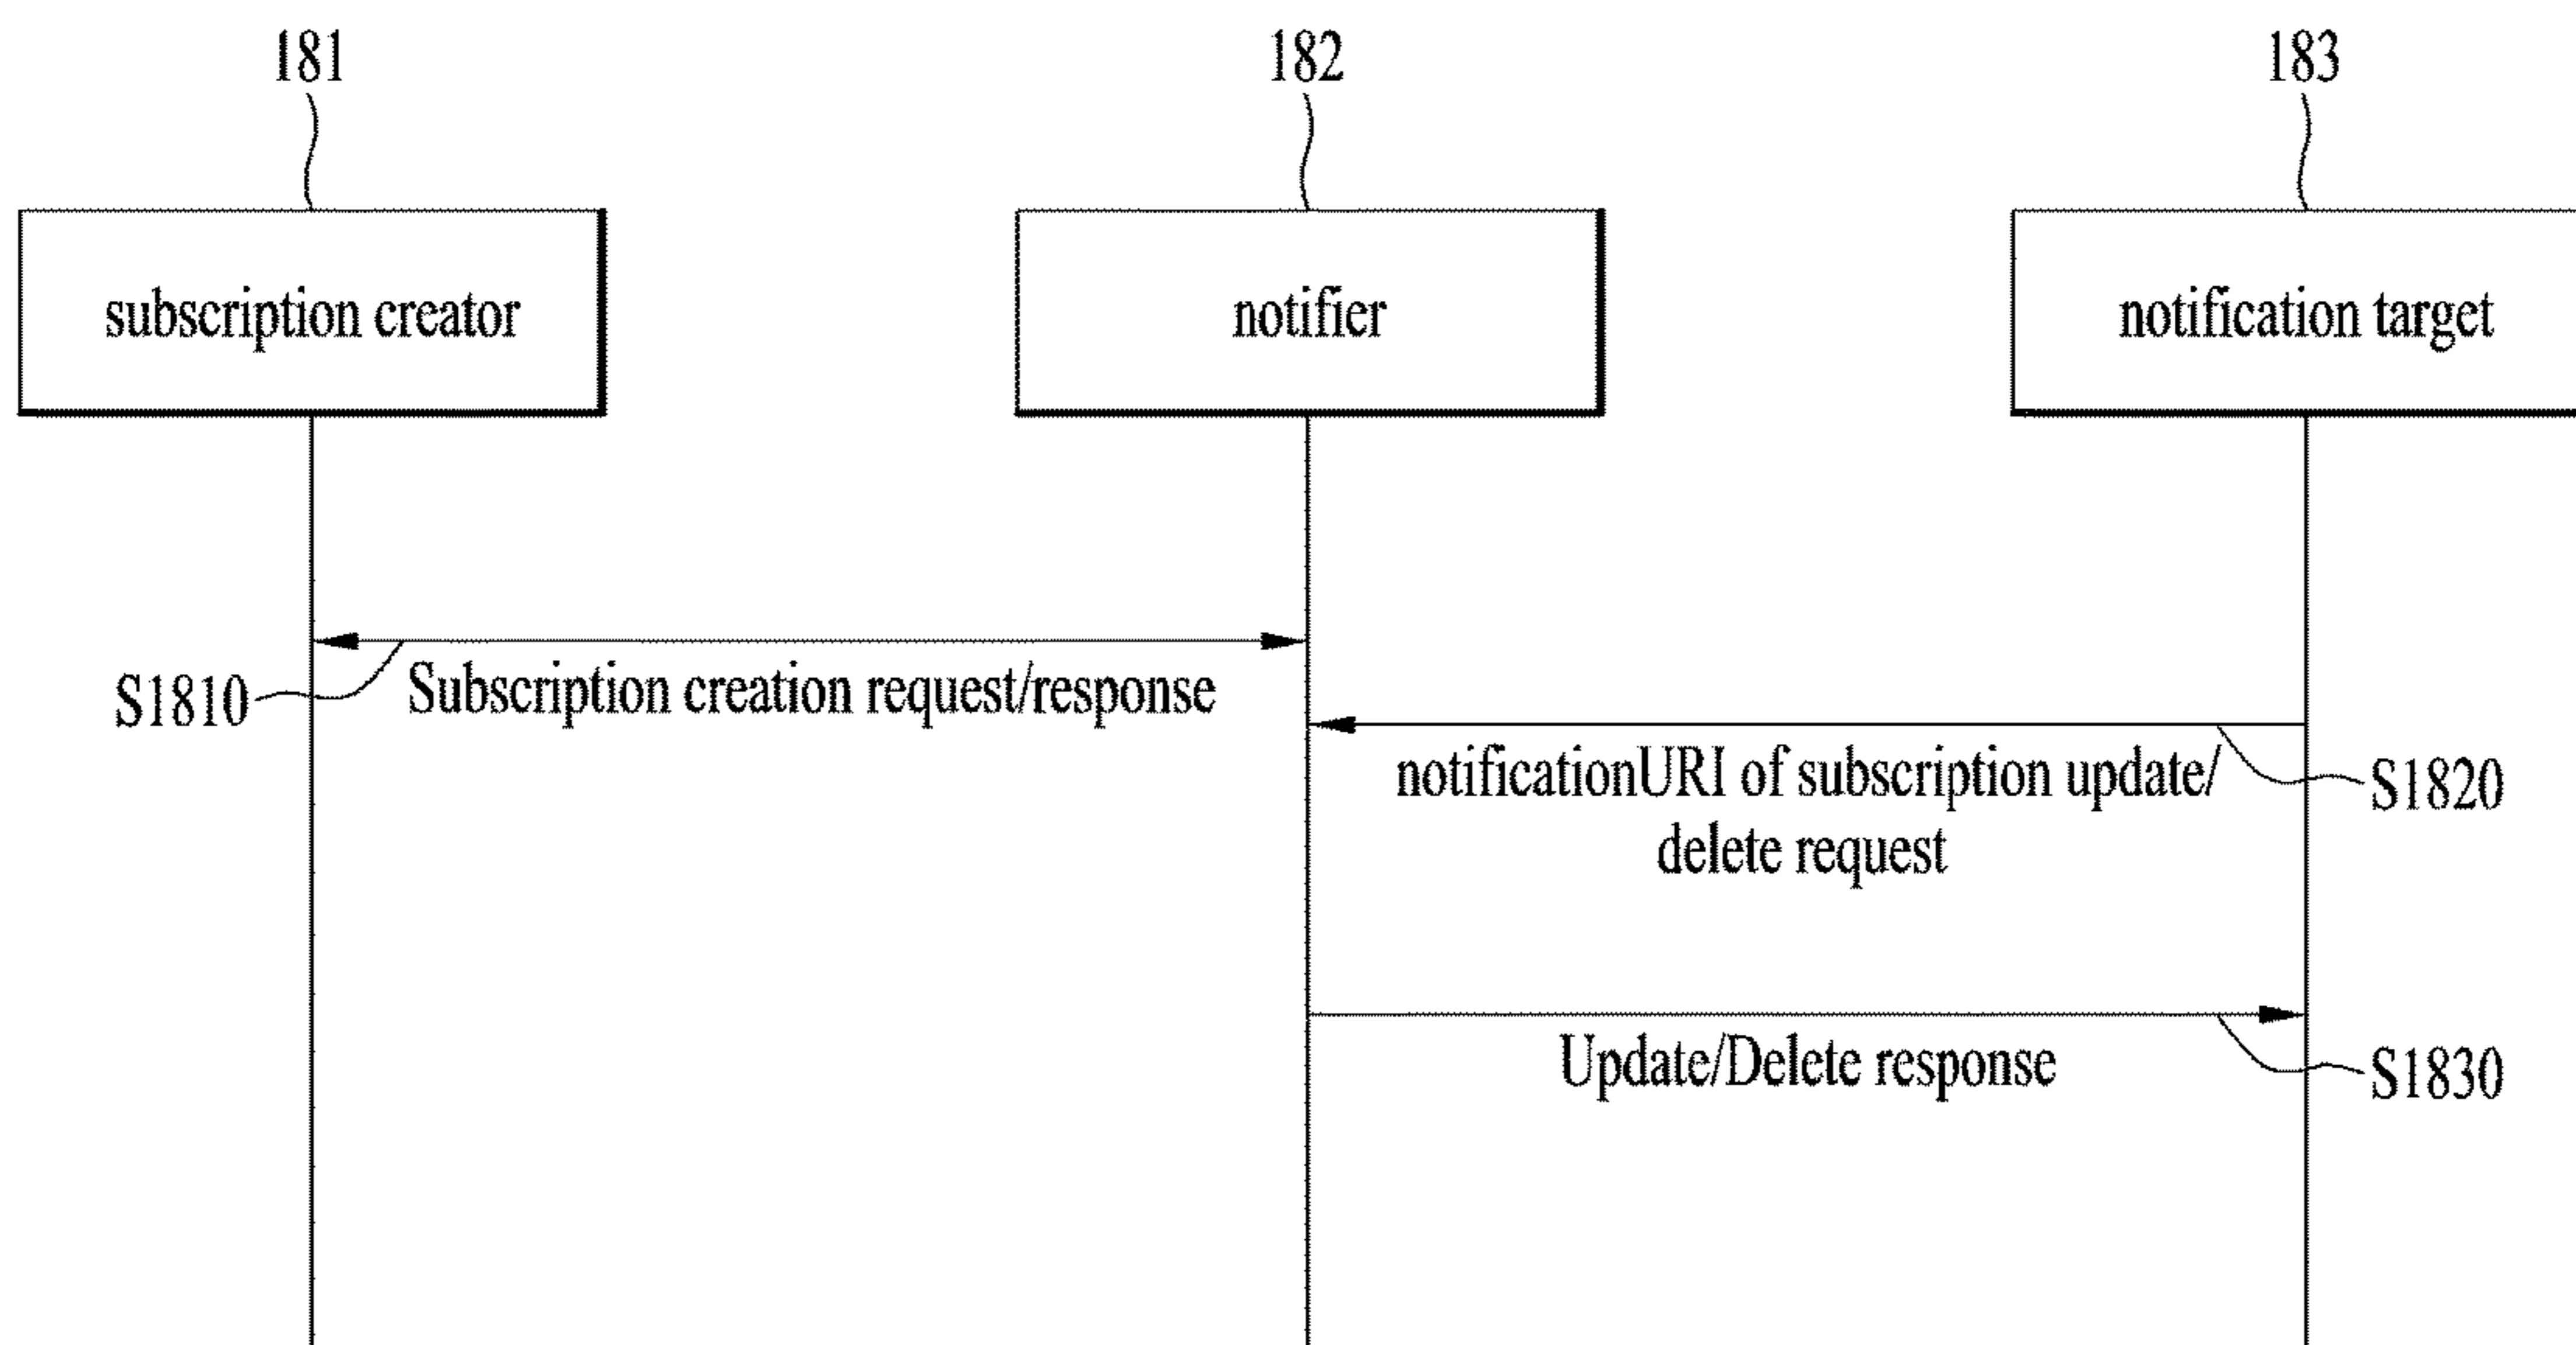 181
182
183
subscription creator
notifier
notification target
S1810
Subscription creation request/response
notificationURI of subscription update/
delete request
S1820
Update/Delete response
S1830